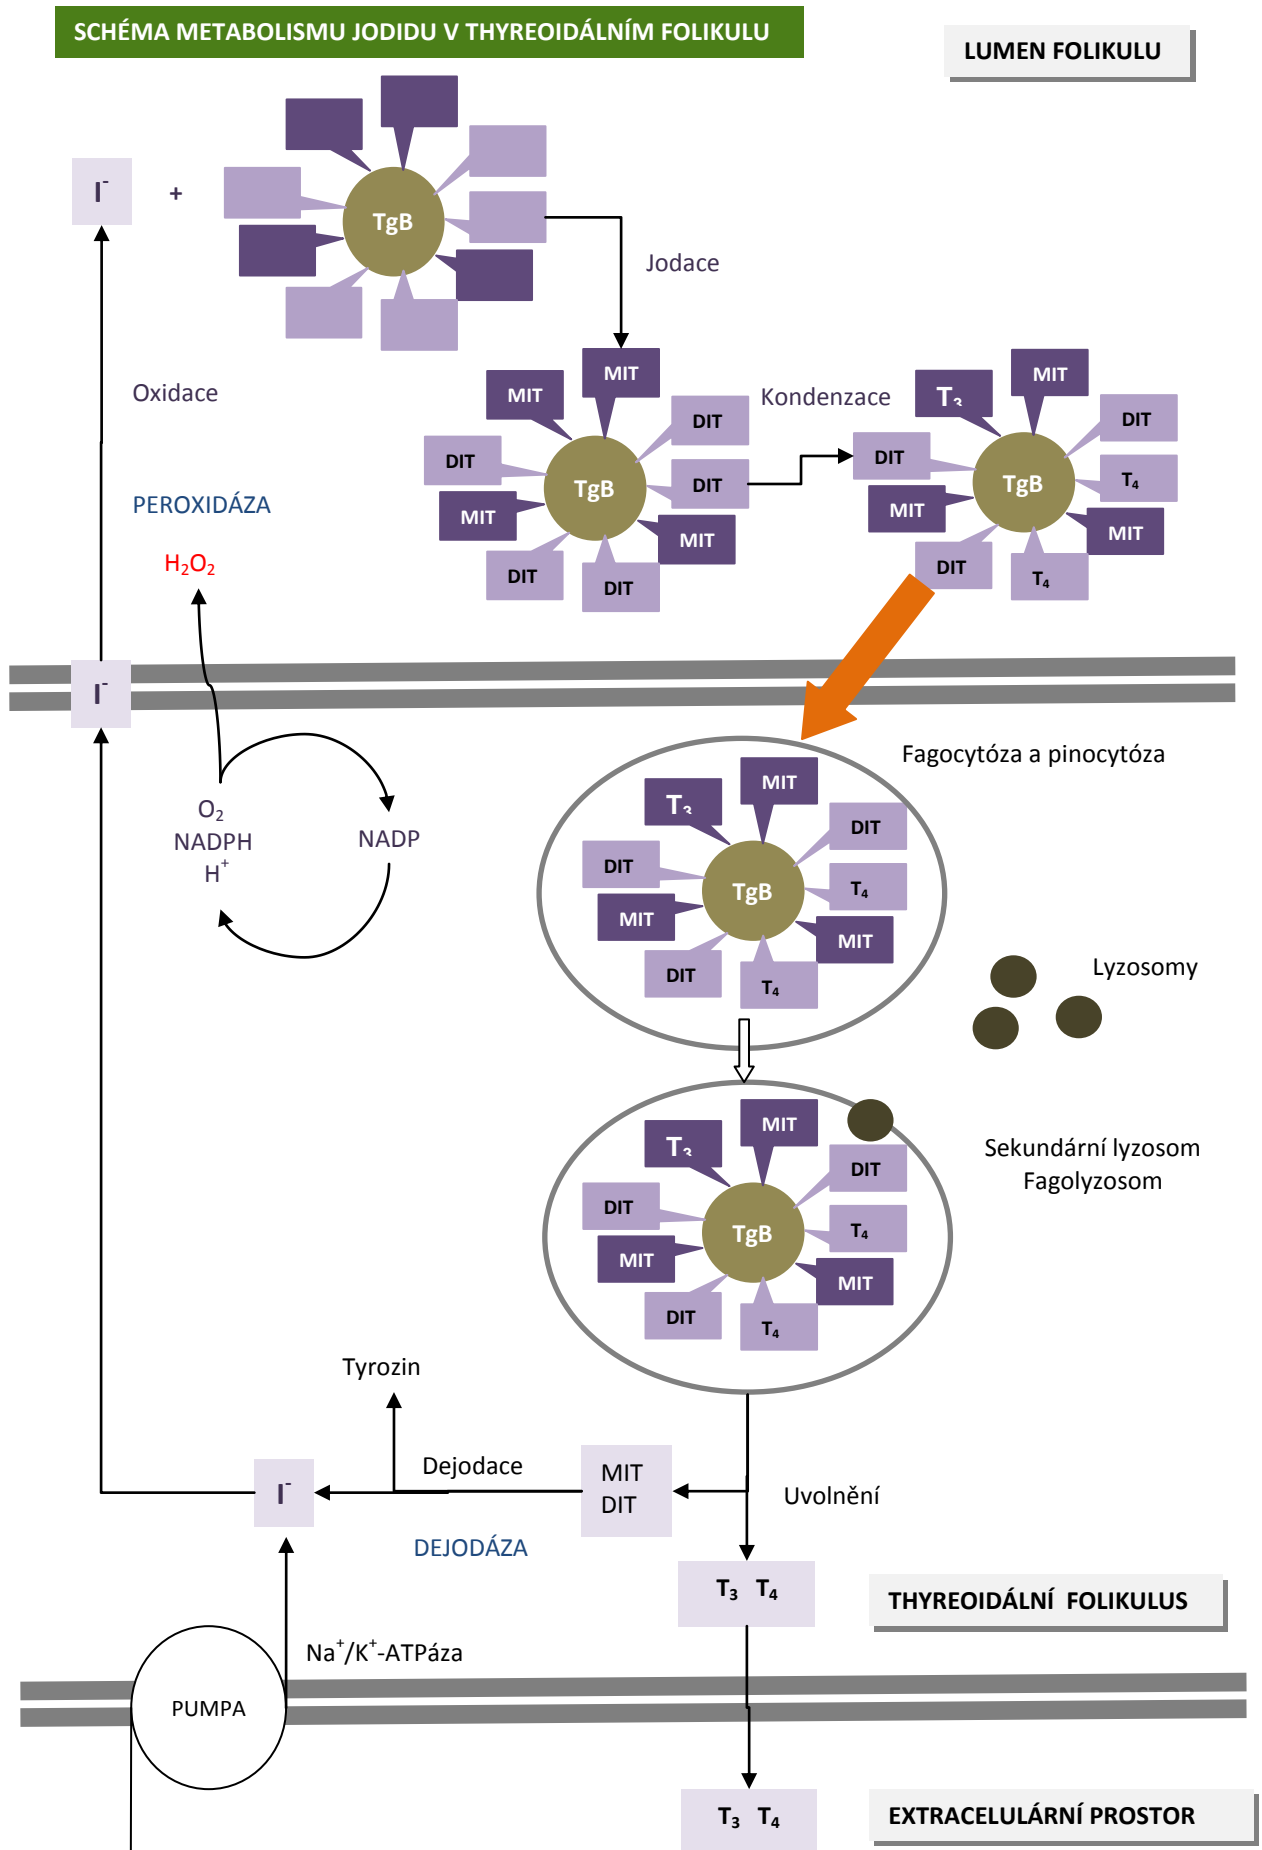 SCHÉMA METABOLISMU JODIDU V THYREOIDÁLNÍM FOLIKULU
LUMEN FOLIKULU
I⁻
+
TgB
Jodace
Oxidace
MIT
MIT
DIT
DIT
DIT
MIT
MIT
DIT
DIT
TgB
Kondenzace
T₃
MIT
DIT
DIT
T₄
MIT
MIT
DIT
T₄
TgB
PEROXIDÁZA
H₂O₂
I⁻
O₂
NADPH
H⁺
NADP
Fagocytóza a pinocytóza
T₃
MIT
DIT
DIT
T₄
MIT
MIT
DIT
T₄
TgB
Lyzosomy
T₃
MIT
DIT
DIT
T₄
MIT
MIT
DIT
T₄
TgB
Sekundární lyzosom
Fagolyzosom
Tyrozin
Dejodace
I⁻
MIT
DIT
Uvolnění
DEJODÁZA
T₃ T₄
THYREOIDÁLNÍ FOLIKULUS
Na⁺/K⁺-ATPáza
PUMPA
T₃ T₄
EXTRACELULÁRNÍ PROSTOR